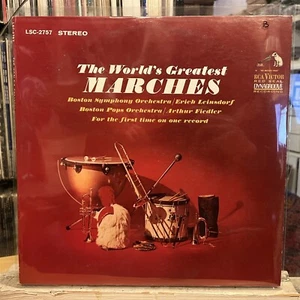 LSC-2757 STEREO
RCA VICTOR
RED SEAL
DYNAGROOVE
RECORDING
The World's Greatest
MARCHES
Boston Symphony Orchestra/Erich Leinsdorf
Boston Pops Orchestra/Arthur Fiedler
For the first time on one record